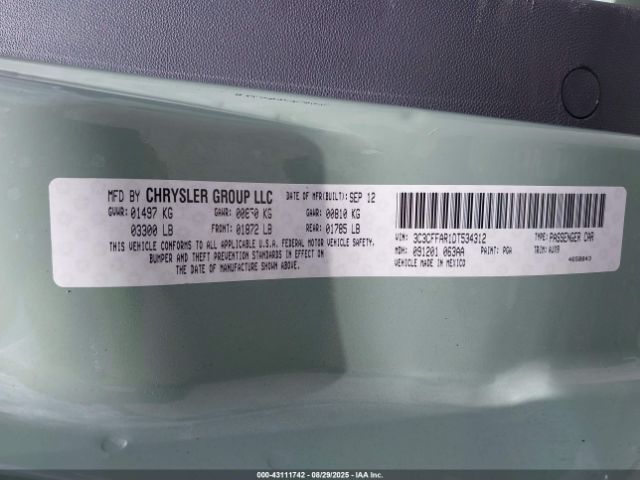 MFD BY CHRYSLER GROUP LLC DATE OF MFR(BUILT): SEP 12
GVWR: 01497 KG GAWR: KG GAWR: 00810 KG
03300 LB FRONT: 01872 LB REAR: 01785 LB
THIS VEHICLE CONFORMS TO ALL APPLICABLE U.S.A. FEDERAL MOTOR VEHICLE SAFETY,
BUMPER AND THEFT PREVENTION STANDARDS IN EFFECT ON
THE DATE OF MANUFACTURE SHOWN ABOVE.
VIN: 3C3CFFAR1DT534312 TYPE: PASSENGER CAR
MDH: 091201 063AA PAINT: PGA TRIM:
VEHICLE MADE IN MEXICO
000-43111742 - 08/29/2025 - IAA Inc.